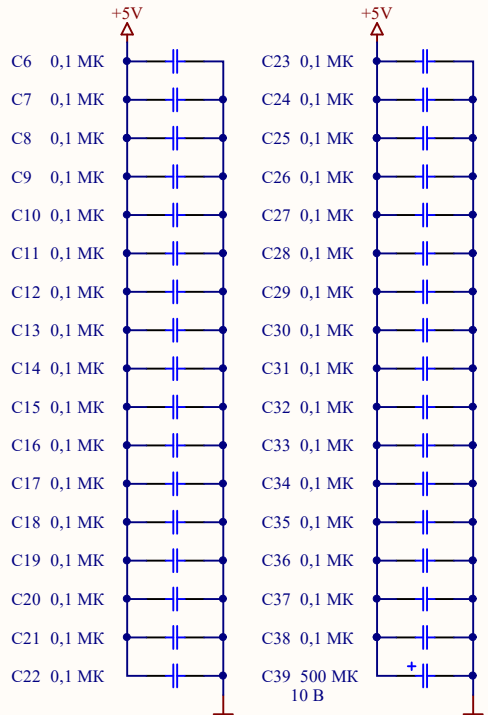 +5V
C6 0,1 МК
C7 0,1 МК
C8 0,1 МК
C9 0,1 МК
C10 0,1 МК
C11 0,1 МК
C12 0,1 МК
C13 0,1 МК
C14 0,1 МК
C15 0,1 МК
C16 0,1 МК
C17 0,1 МК
C18 0,1 МК
C19 0,1 МК
C20 0,1 МК
C21 0,1 МК
C22 0,1 МК
+5V
C23 0,1 МК
C24 0,1 МК
C25 0,1 МК
C26 0,1 МК
C27 0,1 МК
C28 0,1 МК
C29 0,1 МК
C30 0,1 МК
C31 0,1 МК
C32 0,1 МК
C33 0,1 МК
C34 0,1 МК
C35 0,1 МК
C36 0,1 МК
C37 0,1 МК
C38 0,1 МК
C39 500 МК
10 В
+